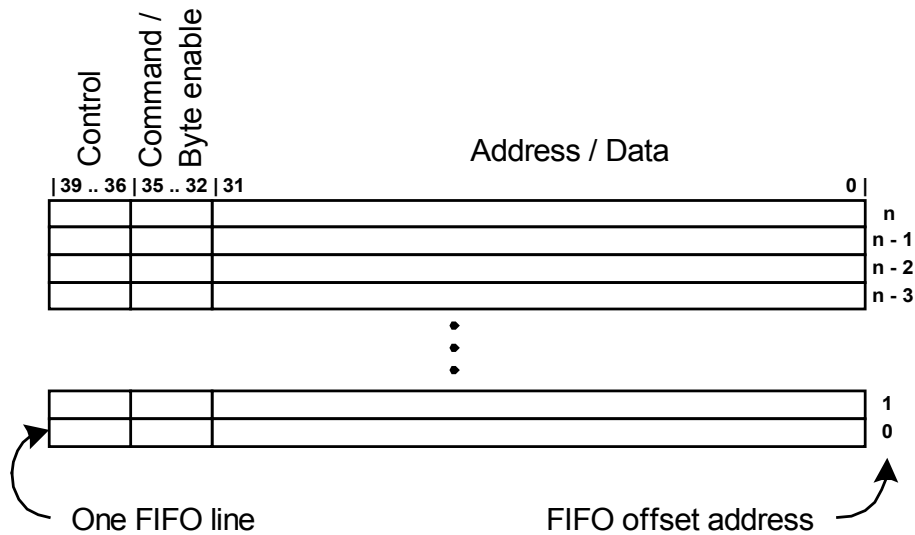 Control
Command /
Byte enable
Address / Data
| 39 .. 36 | 35 .. 32 | 31 0 |
n
n - 1
n - 2
n - 3
1
0
One FIFO line
FIFO offset address